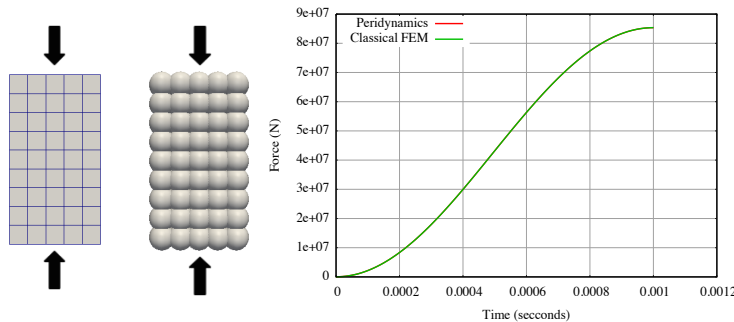 Peridynamics
Classical FEM
9e+07
8e+07
7e+07
6e+07
5e+07
4e+07
3e+07
2e+07
1e+07
0
Force (N)
0 0.0002 0.0004 0.0006 0.0008 0.001 0.0012
Time (secconds)